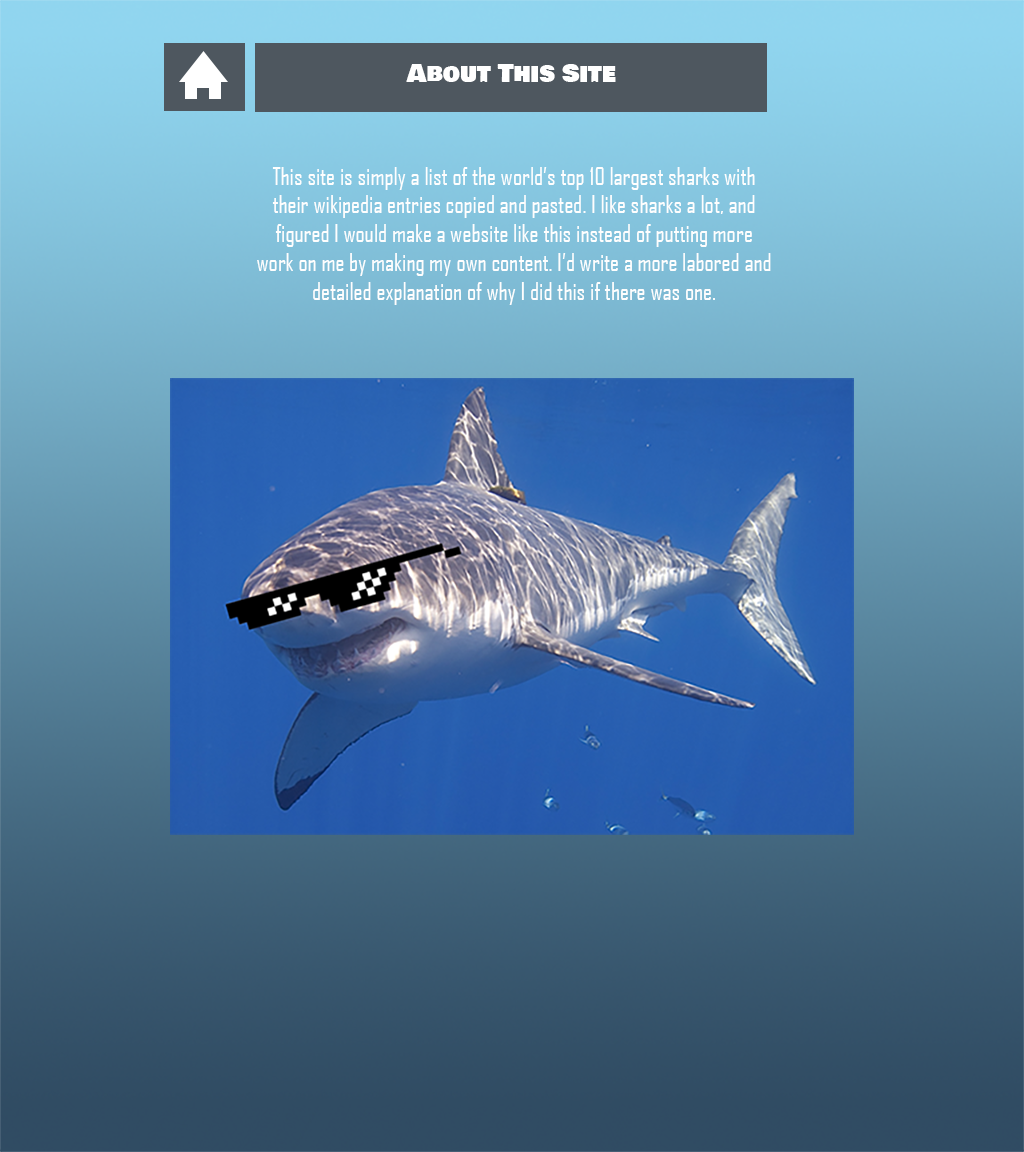 About This Site
This site is simply a list of the world's top 10 largest sharks with
their wikipedia entries copied and pasted. I like sharks a lot, and
figured I would make a website like this instead of putting more
work on me by making my own content. I'd write a more labored and
detailed explanation of why I did this if there was one.